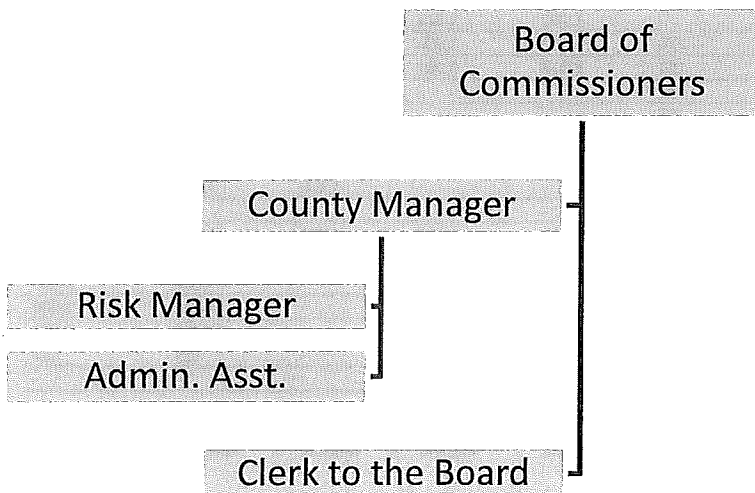 Board of
Commissioners
County Manager
Risk Manager
Admin. Asst.
Clerk to the Board